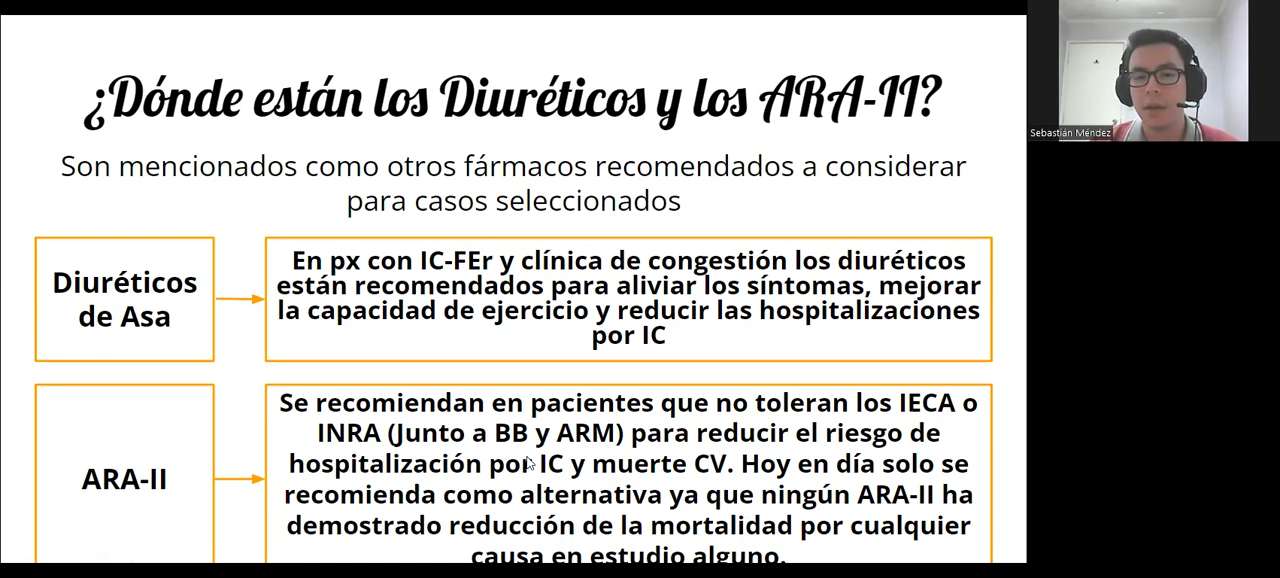 ¿Dónde están los Diuréticos y los ARA-II?
Son mencionados como otros fármacos recomendados a considerar
para casos seleccionados
Diuréticos
de Asa
En px con IC-FEr y clínica de congestión los diuréticos
están recomendados para aliviar los síntomas, mejorar
la capacidad de ejercicio y reducir las hospitalizaciones
por IC
ARA-II
Se recomiendan en pacientes que no toleran los IECA o
INRA (Junto a BB y ARM) para reducir el riesgo de
hospitalización por IC y muerte CV. Hoy en día solo se
recomienda como alternativa ya que ningún ARA-II ha
demostrado reducción de la mortalidad por cualquier
causa en estudio alguno.
Sebastián Méndez